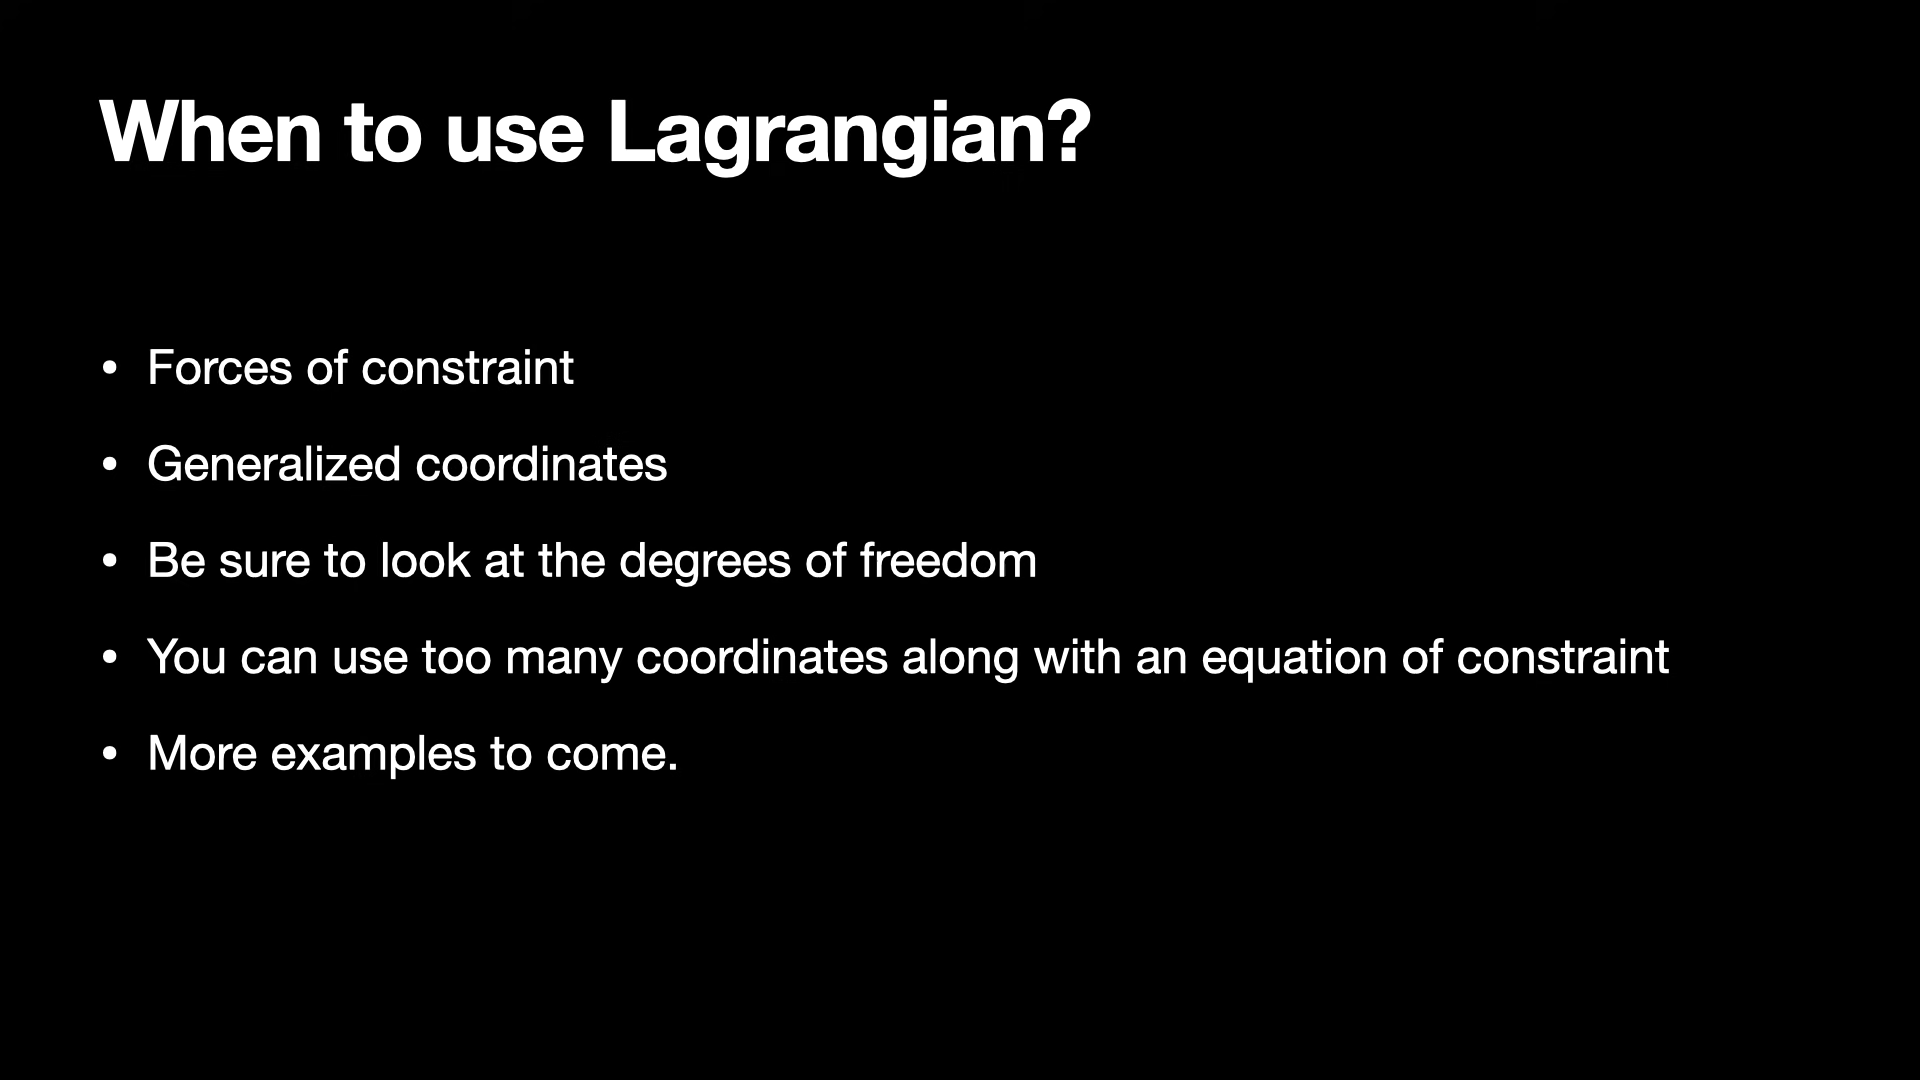 When to use Lagrangian?
• Forces of constraint
• Generalized coordinates
• Be sure to look at the degrees of freedom
• You can use too many coordinates along with an equation of constraint
• More examples to come.